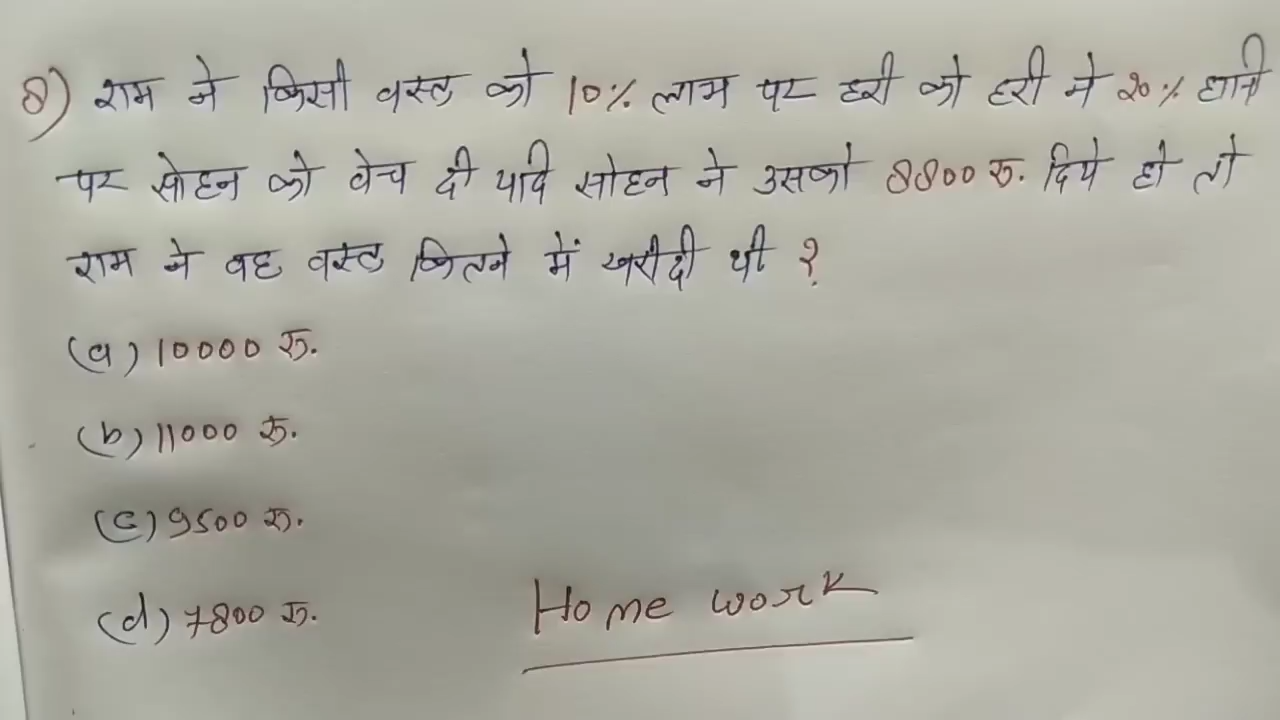 8) राम ने किसी वस्तु को 10% लाभ पर हरी को हरी ने 20% हानि
पर सोहन को बेच दी यदि सोहन ने उसको 8800 रु. दिये हो तो
राम ने वह वस्तु कितने में खरीदी थी ?
(a) 10000 रु.
(b) 11000 रु.
(c) 9500 रु.
(d) 7800 रु.
Home work